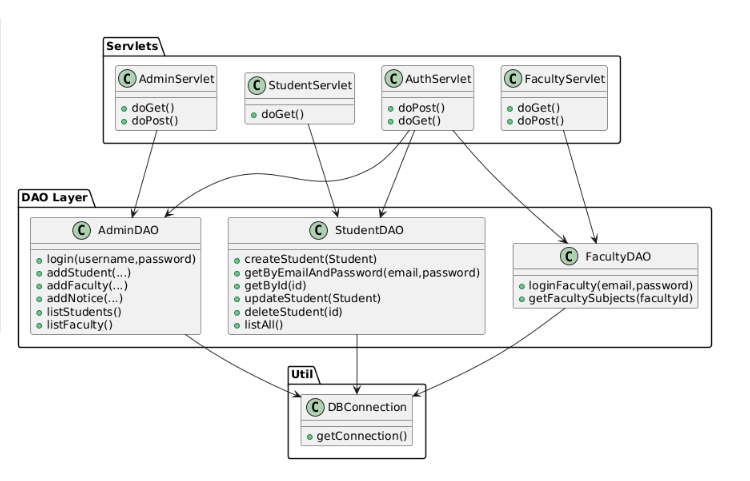 Servlets
C AdminServlet
doGet()
doPost()
C StudentServlet
doGet()
C AuthServlet
doPost()
doGet()
C FacultyServlet
doGet()
doPost()
DAO Layer
C AdminDAO
login(username,password)
addStudent(...)
addFaculty(...)
addNotice(...)
listStudents()
listFaculty()
C StudentDAO
createStudent(Student)
getByEmailAndPassword(email,password)
getById(id)
updateStudent(Student)
deleteStudent(id)
listAll()
C FacultyDAO
loginFaculty(email,password)
getFacultySubjects(facultyId)
Util
C DBConnection
getConnection()